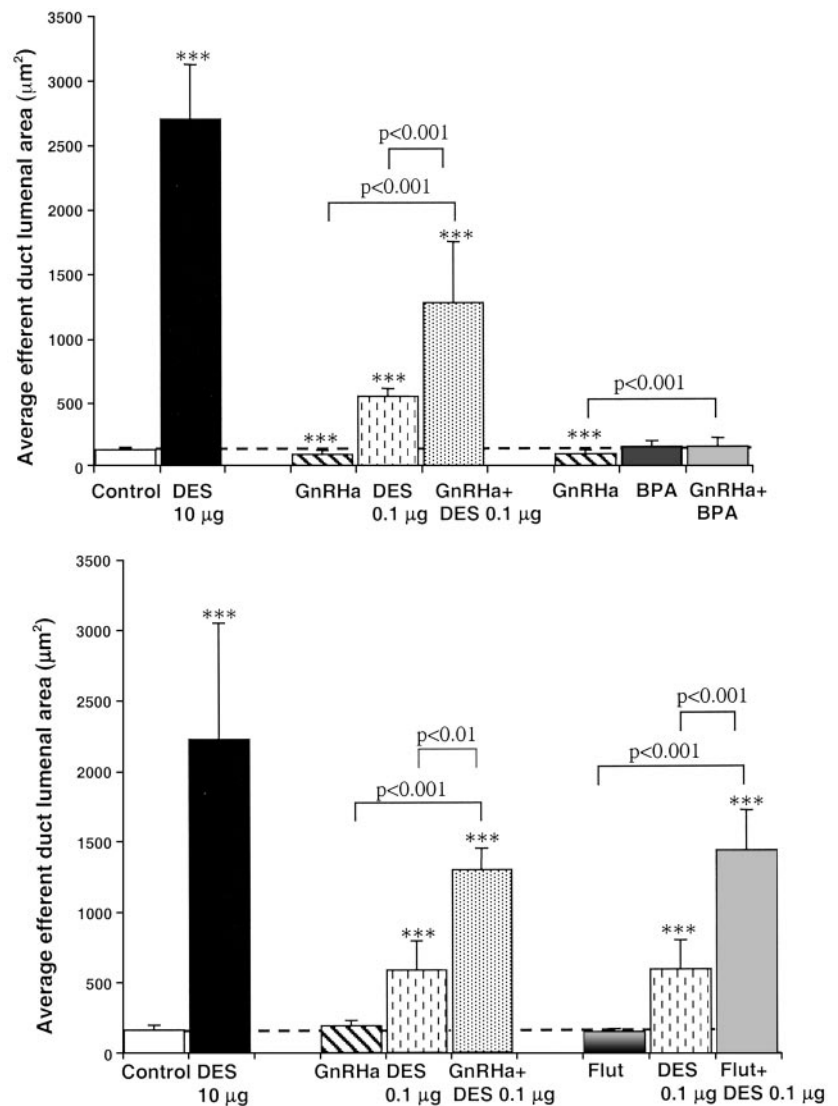 Average efferent duct lumenal area (μm²)
3500
3000
2500
2000
1500
1000
500
0
***
***
***
***
***
p<0.001
p<0.001
p<0.001
Control DES GnRHa DES GnRHa+ GnRHa BPA GnRHa+
10 μg 0.1 μg DES 0.1 μg BPA
Average efferent duct lumenal area (μm²)
3500
3000
2500
2000
1500
1000
500
0
***
***
***
***
***
p<0.01
p<0.001
p<0.001
p<0.001
Control DES GnRHa DES GnRHa+ Flut DES Flut+
10 μg 0.1 μg DES 0.1 μg 0.1 μg DES 0.1 μg